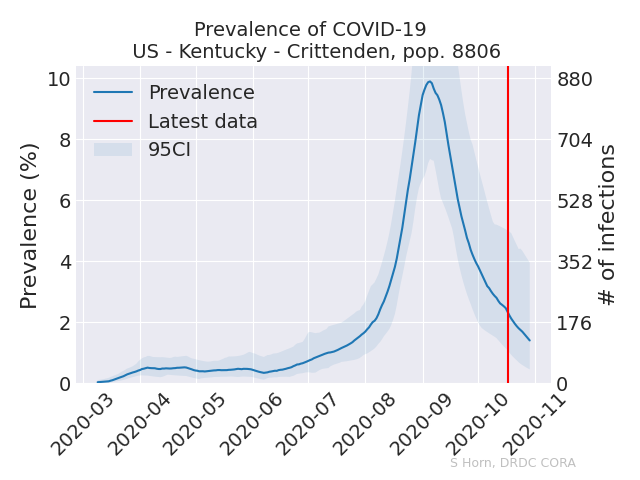 Prevalence of COVID-19
US - Kentucky - Crittenden, pop. 8806
Prevalence (%)
10
8
6
4
2
0
Prevalence
Latest data
95CI
880
704
528
352
176
0
# of infections
2020-03
2020-04
2020-05
2020-06
2020-07
2020-08
2020-09
2020-10
2020-11
S Horn, DRDC CORA